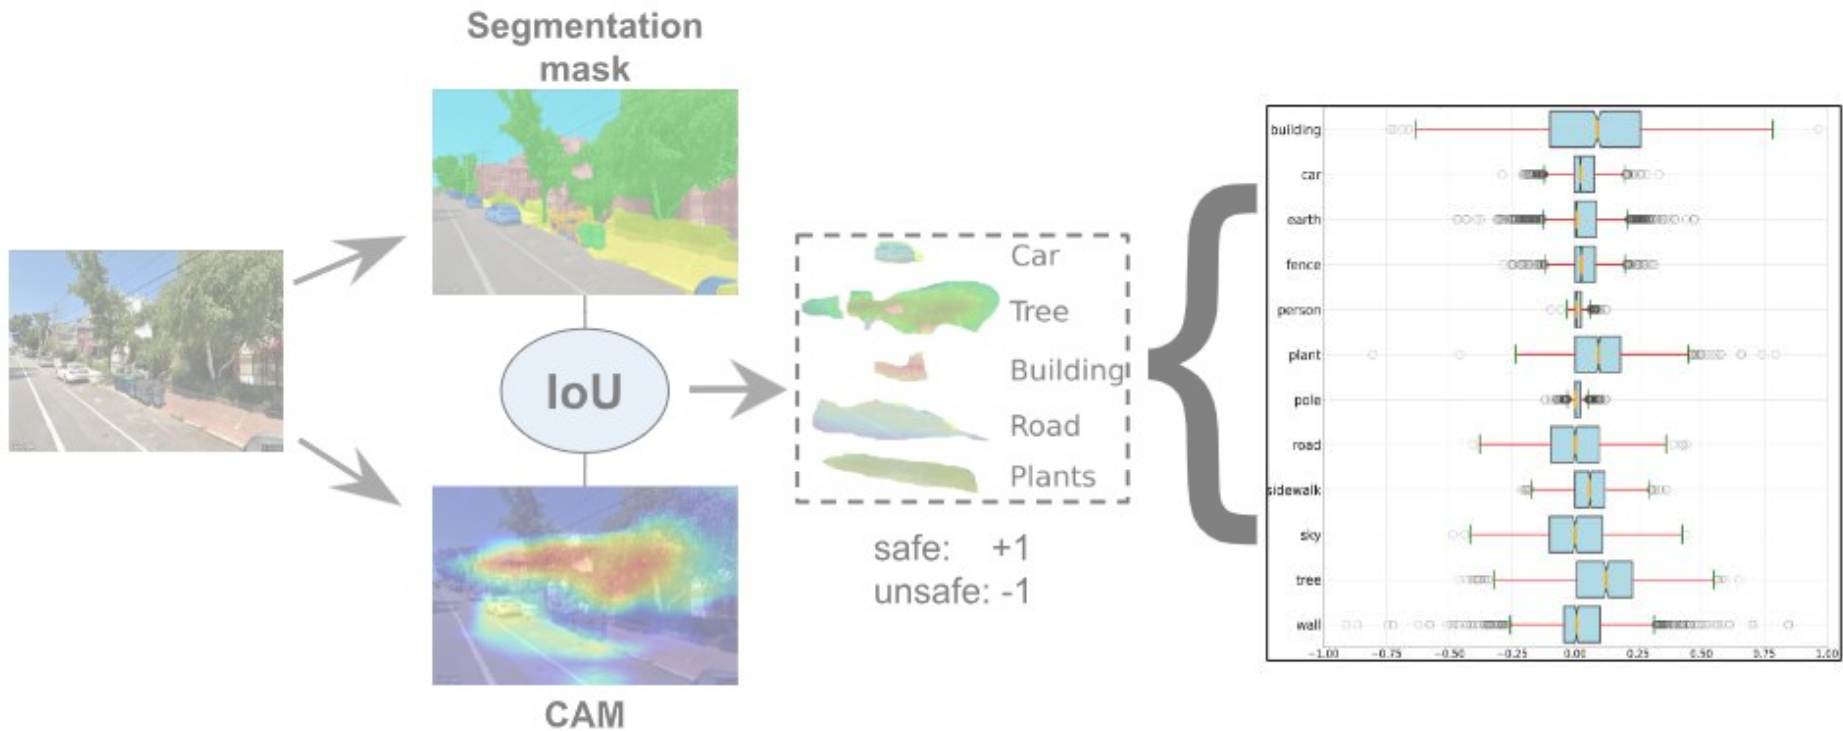 Segmentation
mask
IoU
CAM
Car
Tree
Building
Road
Plants
safe: +1
unsafe: -1
building
car
earth
fence
person
plant
pole
road
sidewalk
sky
tree
wall
−1.00 −0.75 −0.50 −0.25 0.00 0.25 0.50 0.75 1.00